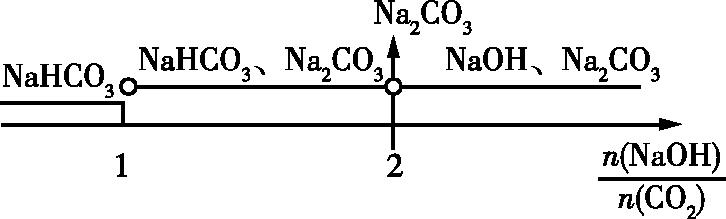 Na₂CO₃
NaHCO₃ NaHCO₃、Na₂CO₃ NaOH、Na₂CO₃
1 2
n(NaOH)
n(CO₂)